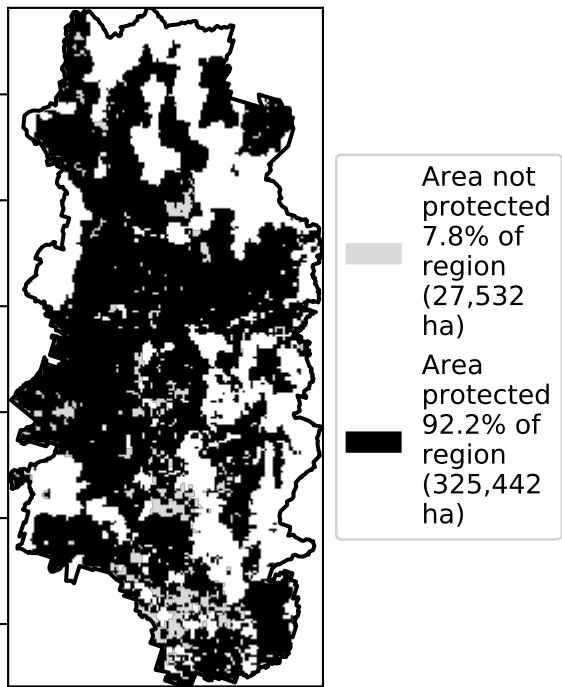 Area not
protected
7.8% of
region
(27,532
ha)
Area
protected
92.2% of
region
(325,442
ha)